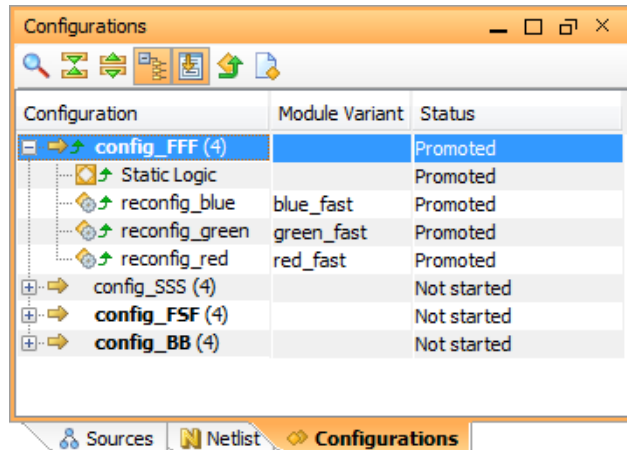 Configurations
Configuration Module Variant Status
config_FFF (4) Promoted
Static Logic Promoted
reconfig_blue blue_fast Promoted
reconfig_green green_fast Promoted
reconfig_red red_fast Promoted
config_SSS (4) Not started
config_FSF (4) Not started
config_BB (4) Not started
Sources Netlist Configurations